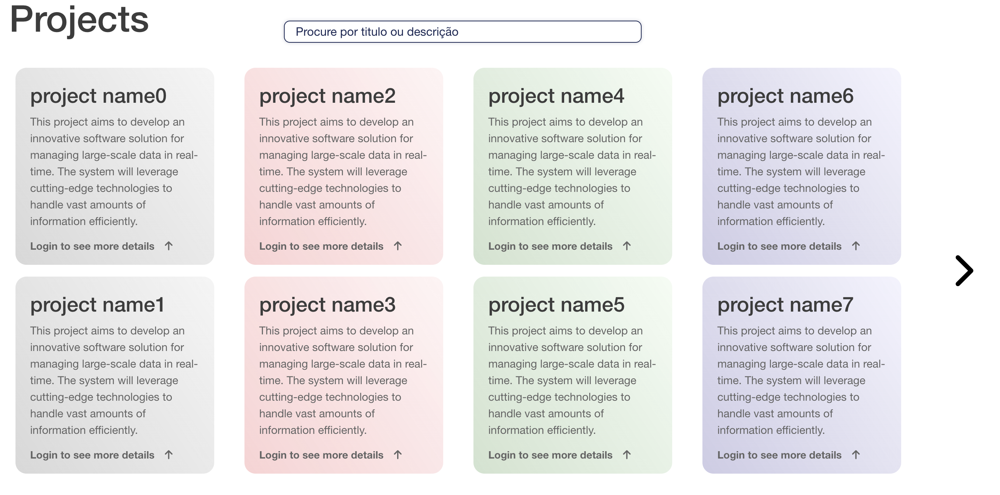 Projects
Procure por titulo ou descrição
project name0
This project aims to develop an
innovative software solution for
managing large-scale data in real-
time. The system will leverage
cutting-edge technologies to
handle vast amounts of
information efficiently.
Login to see more details
project name2
This project aims to develop an
innovative software solution for
managing large-scale data in real-
time. The system will leverage
cutting-edge technologies to
handle vast amounts of
information efficiently.
Login to see more details
project name4
This project aims to develop an
innovative software solution for
managing large-scale data in real-
time. The system will leverage
cutting-edge technologies to
handle vast amounts of
information efficiently.
Login to see more details
project name6
This project aims to develop an
innovative software solution for
managing large-scale data in real-
time. The system will leverage
cutting-edge technologies to
handle vast amounts of
information efficiently.
Login to see more details
project name1
This project aims to develop an
innovative software solution for
managing large-scale data in real-
time. The system will leverage
cutting-edge technologies to
handle vast amounts of
information efficiently.
Login to see more details
project name3
This project aims to develop an
innovative software solution for
managing large-scale data in real-
time. The system will leverage
cutting-edge technologies to
handle vast amounts of
information efficiently.
Login to see more details
project name5
This project aims to develop an
innovative software solution for
managing large-scale data in real-
time. The system will leverage
cutting-edge technologies to
handle vast amounts of
information efficiently.
Login to see more details
project name7
This project aims to develop an
innovative software solution for
managing large-scale data in real-
time. The system will leverage
cutting-edge technologies to
handle vast amounts of
information efficiently.
Login to see more details